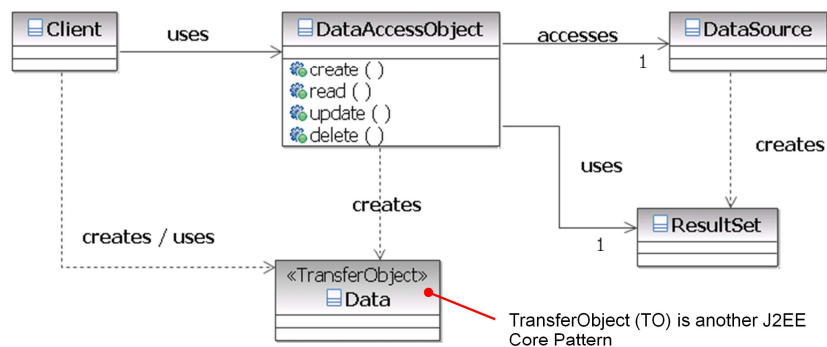 Client
uses
DataAccessObject
accesses
1
DataSource
create ( )
read ( )
update ( )
delete ( )
creates
uses
creates
creates / uses
1
ResultSet
«TransferObject»
Data
TransferObject (TO) is another J2EE
Core Pattern